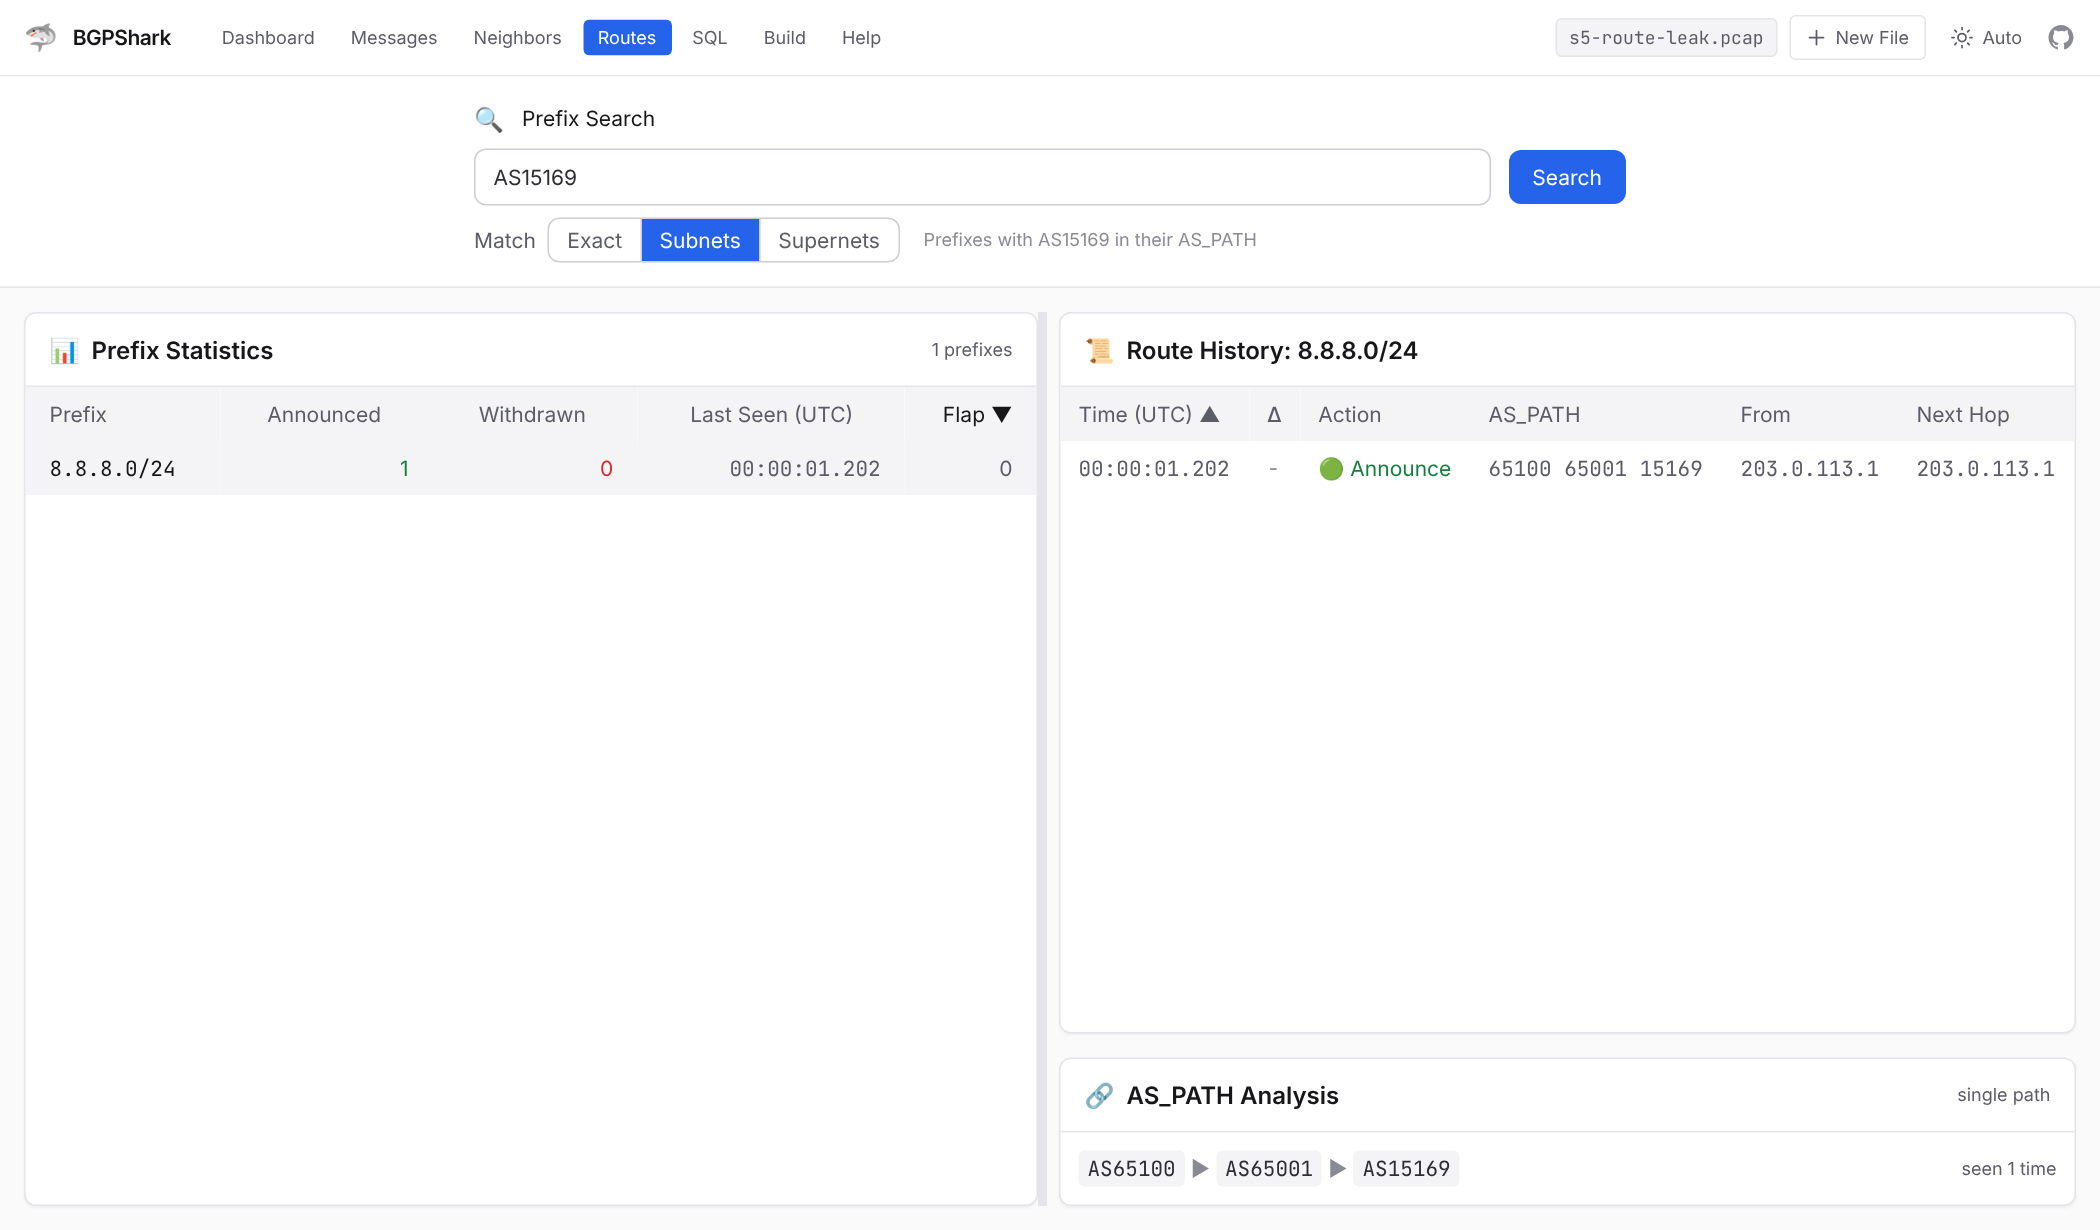 BGPShark Dashboard Messages Neighbors Routes SQL Build Help s5-route-leak.pcap + New File Auto
Prefix Search
AS15169 Search
Match Exact Subnets Supernets Prefixes with AS15169 in their AS_PATH
Prefix Statistics 1 prefixes
Prefix Announced Withdrawn Last Seen (UTC) Flap ▼
8.8.8.0/24 1 0 00:00:01.202 0
Route History: 8.8.8.0/24
Time (UTC) ▲ Δ Action AS_PATH From Next Hop
00:00:01.202 - Announce 65100 65001 15169 203.0.113.1 203.0.113.1
AS_PATH Analysis single path
AS65100 ▶ AS65001 ▶ AS15169 seen 1 time